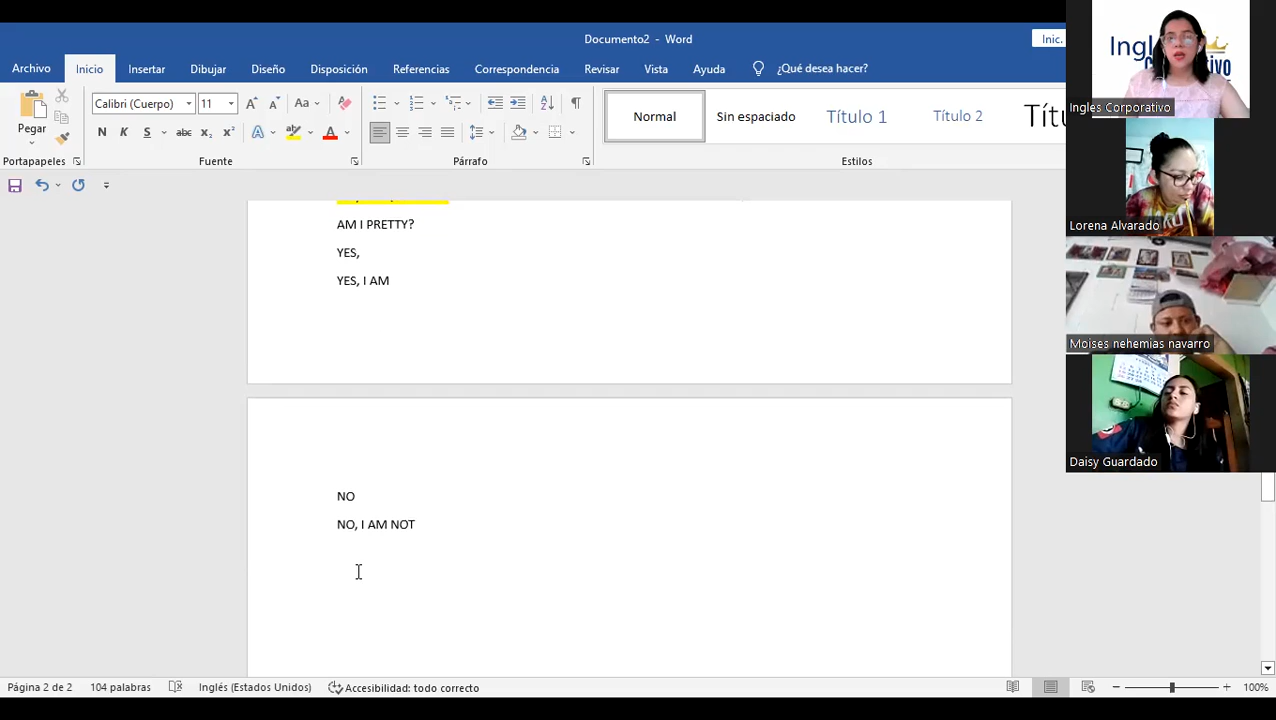 Documento2 - Word
Inic.
Archivo
Inicio
Insertar
Dibujar
Diseño
Disposición
Referencias
Correspondencia
Revisar
Vista
Ayuda
¿Qué desea hacer?
Pegar
Calibri (Cuerpo)
11
Aa
N
K
S
abc
Normal
Sin espaciado
Título 1
Título 2
Portapapeles
Fuente
Párrafo
Estilos
AM I PRETTY?
YES,
YES, I AM
NO
NO, I AM NOT
Ingles Corporativo
Lorena Alvarado
Moises nehemias navarro
Daisy Guardado
Página 2 de 2
104 palabras
Inglés (Estados Unidos)
Accesibilidad: todo correcto
100%